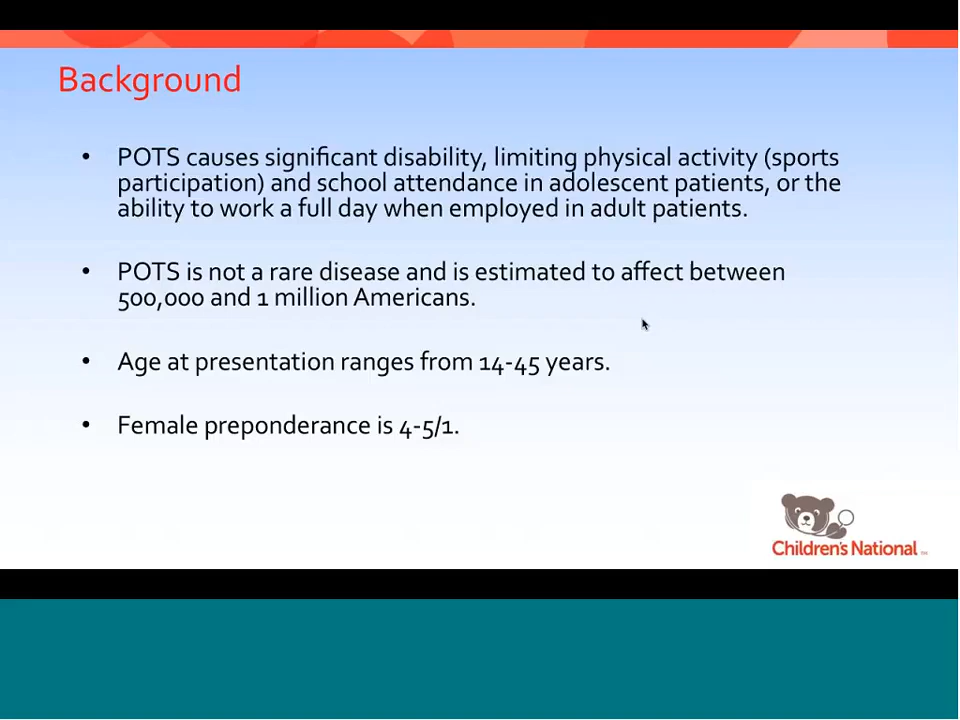 Background
• POTS causes significant disability, limiting physical activity (sports
participation) and school attendance in adolescent patients, or the
ability to work a full day when employed in adult patients.
• POTS is not a rare disease and is estimated to affect between
500,000 and 1 million Americans.
• Age at presentation ranges from 14-45 years.
• Female preponderance is 4-5/1.
Children's National ™